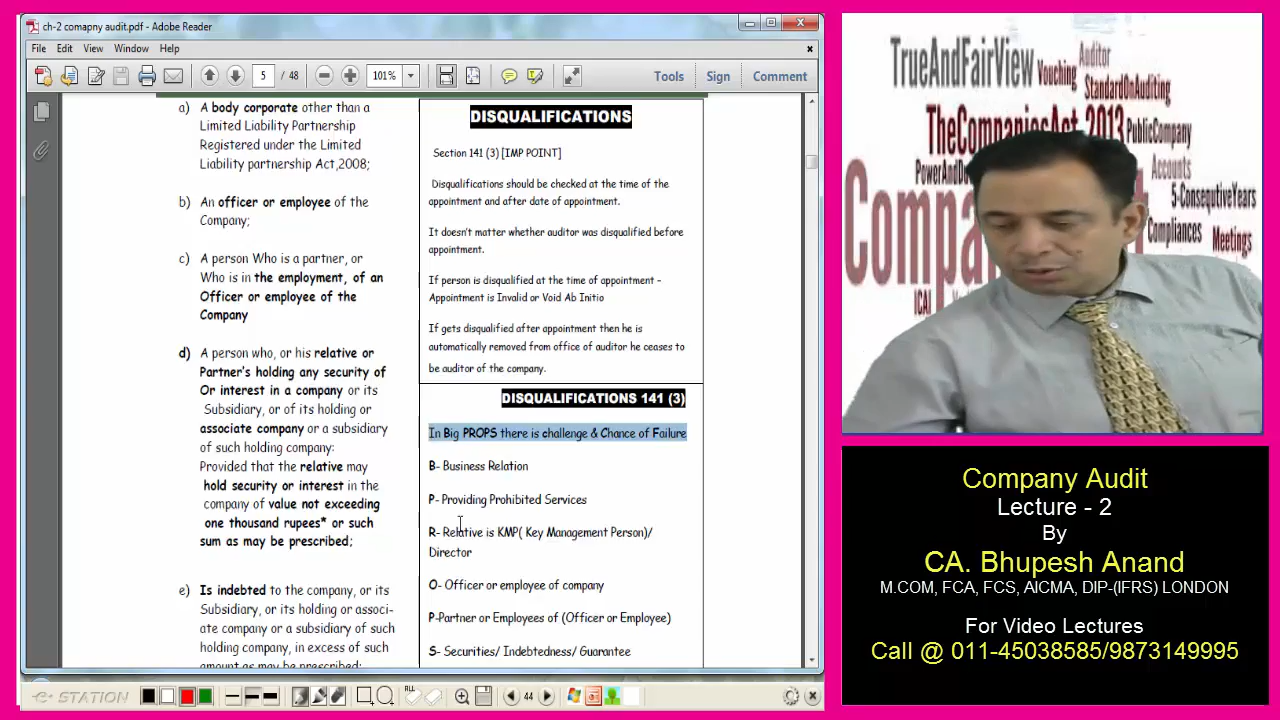 ch-2 comapny audit.pdf - Adobe Reader
File Edit View Window Help
5 / 48 101% Tools Sign Comment
a) A body corporate other than a
Limited Liability Partnership
Registered under the Limited
Liability partnership Act,2008;
b) An officer or employee of the
Company;
c) A person Who is a partner, or
Who is in the employment, of an
Officer or employee of the
Company
d) A person who, or his relative or
Partner's holding any security of
Or interest in a company or its
Subsidiary, or of its holding or
associate company or a subsidiary
of such holding company:
Provided that the relative may
hold security or interest in the
company of value not exceeding
one thousand rupees* or such
sum as may be prescribed;
e) Is indebted to the company, or its
Subsidiary, or its holding or associ-
ate company or a subsidiary of such
holding company, in excess of such
amount as may be prescribed;
DISQUALIFICATIONS
Section 141 (3) [IMP POINT]
Disqualifications should be checked at the time of the
appointment and after date of appointment.
It doesn't matter whether auditor was disqualified before
appointment.
If person is disqualified at the time of appointment –
Appointment is Invalid or Void Ab Initio
If gets disqualified after appointment then he is
automatically removed from office of auditor he ceases to
be auditor of the company.
DISQUALIFICATIONS 141 (3)
In Big PROPS there is challenge & Chance of Failure
B- Business Relation
P- Providing Prohibited Services
R- Relative is KMP( Key Management Person)/
Director
O- Officer or employee of company
P-Partner or Employees of (Officer or Employee)
S- Securities/ Indebtedness/ Guarantee
e-STATION
44
TrueAndFairView
Vouching
Auditor
StandardOnAuditing
TheCompaniesAct, 2013
PublicCompany
Accounts
5-ConsequtiveYears
Compliances
Meetings
ICAI
Company Audit
Lecture - 2
By
CA. Bhupesh Anand
M.COM, FCA, FCS, AICMA, DIP-(IFRS) LONDON
For Video Lectures
Call @ 011-45038585/9873149995